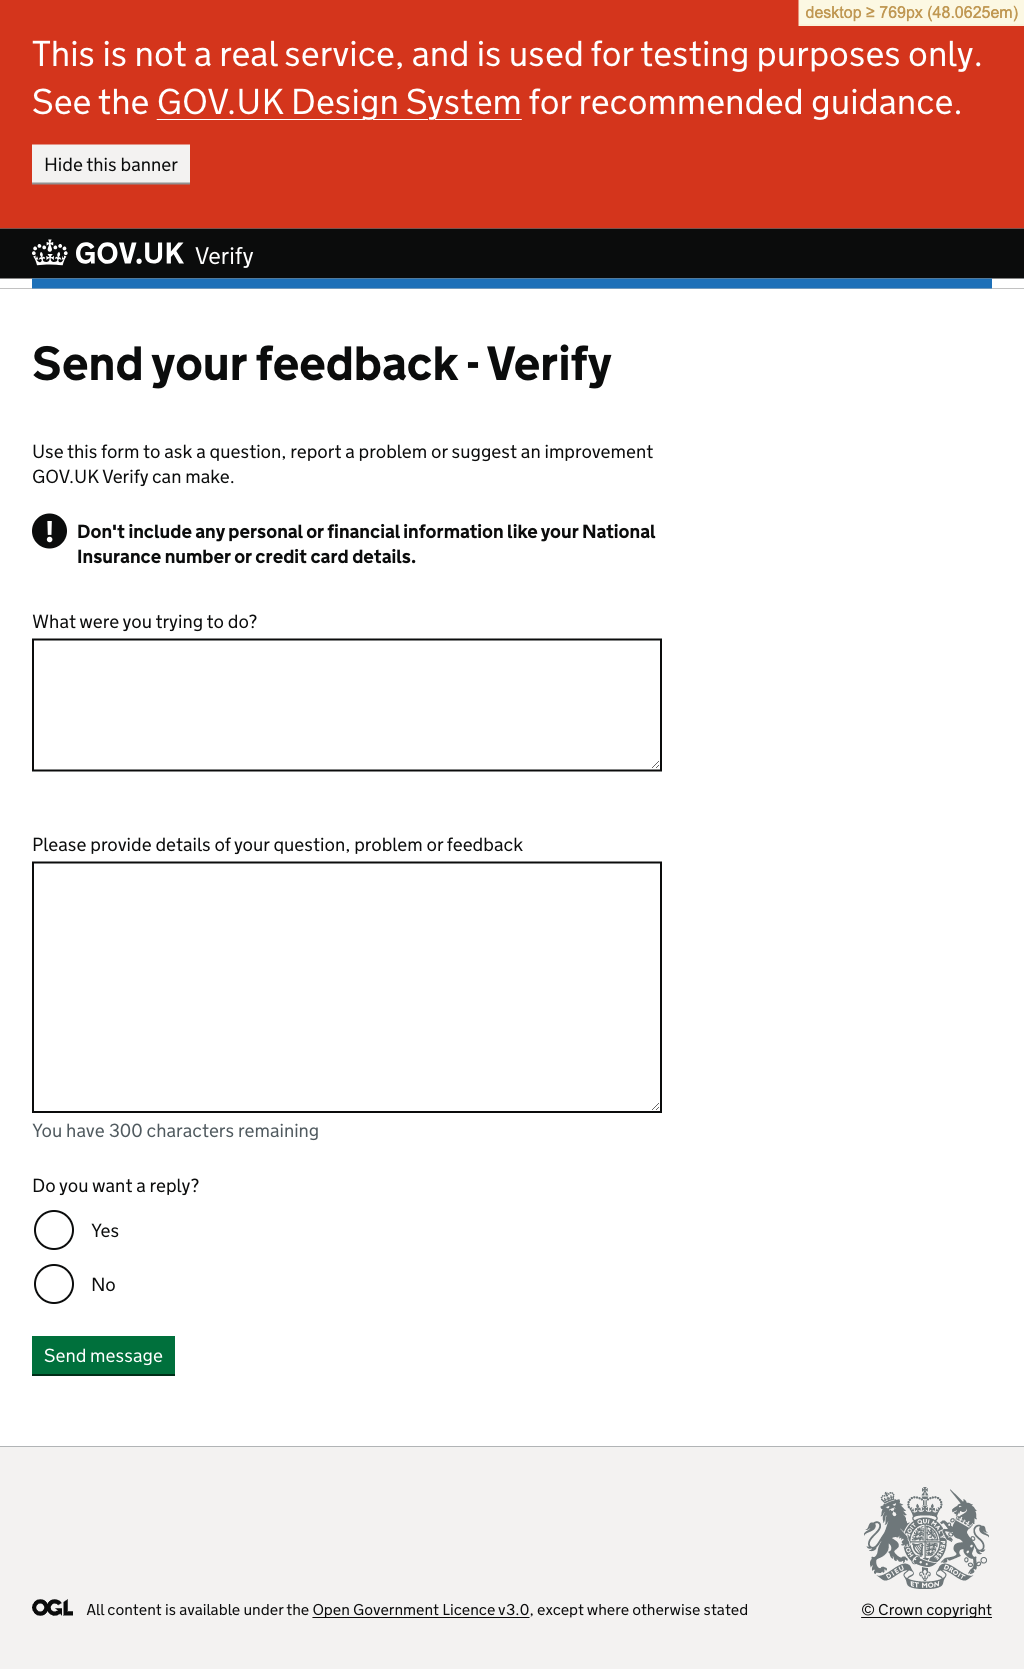 desktop ≥ 769px (48.0625em)
This is not a real service, and is used for testing purposes only.
See the GOV.UK Design System for recommended guidance.
Hide this banner
GOV.UK Verify
Send your feedback - Verify
Use this form to ask a question, report a problem or suggest an improvement
GOV.UK Verify can make.
! Don't include any personal or financial information like your National
Insurance number or credit card details.
What were you trying to do?
Please provide details of your question, problem or feedback
You have 300 characters remaining
Do you want a reply?
Yes
No
Send message
DIEU ET MON DROIT
OGL All content is available under the Open Government Licence v3.0, except where otherwise stated
© Crown copyright